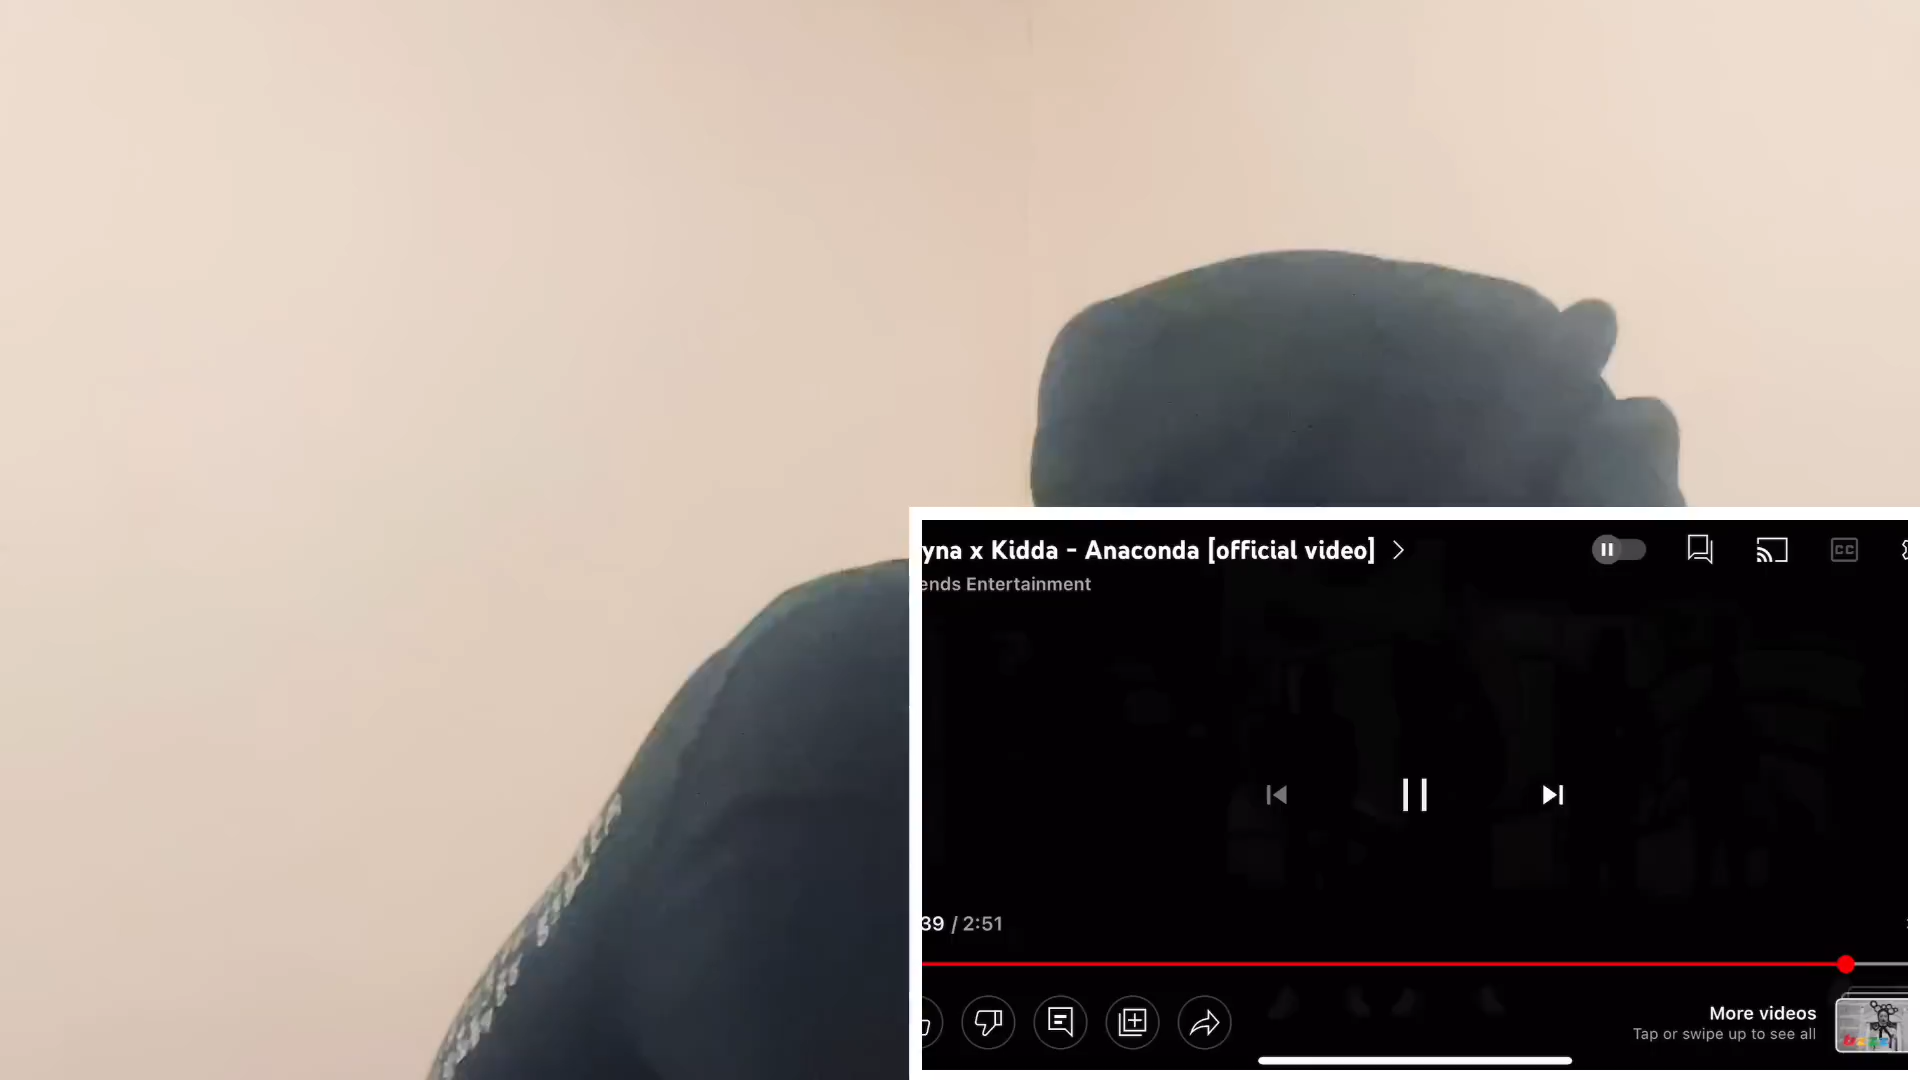 yna x Kidda - Anaconda [official video]
ends Entertainment
CC
39 / 2:51
More videos
Tap or swipe up to see all